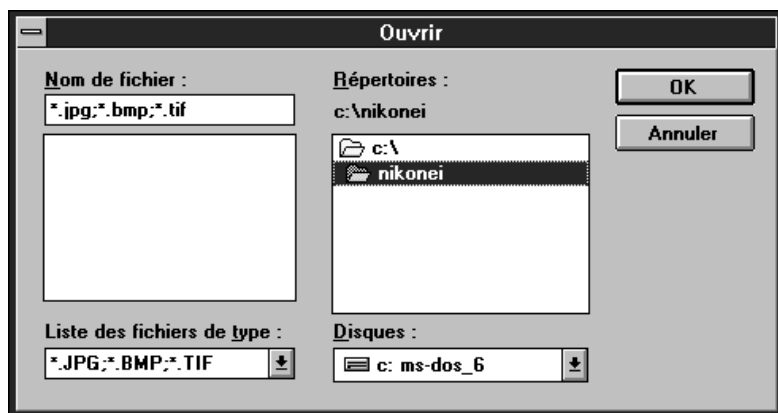 Ouvrir
Nom de fichier :
*.jpg;*.bmp;*.tif
Répertoires :
c:\nikonei
c:\
nikonei
OK
Annuler
Liste des fichiers de type :
*.JPG;*.BMP;*.TIF
Disques :
c: ms-dos_6